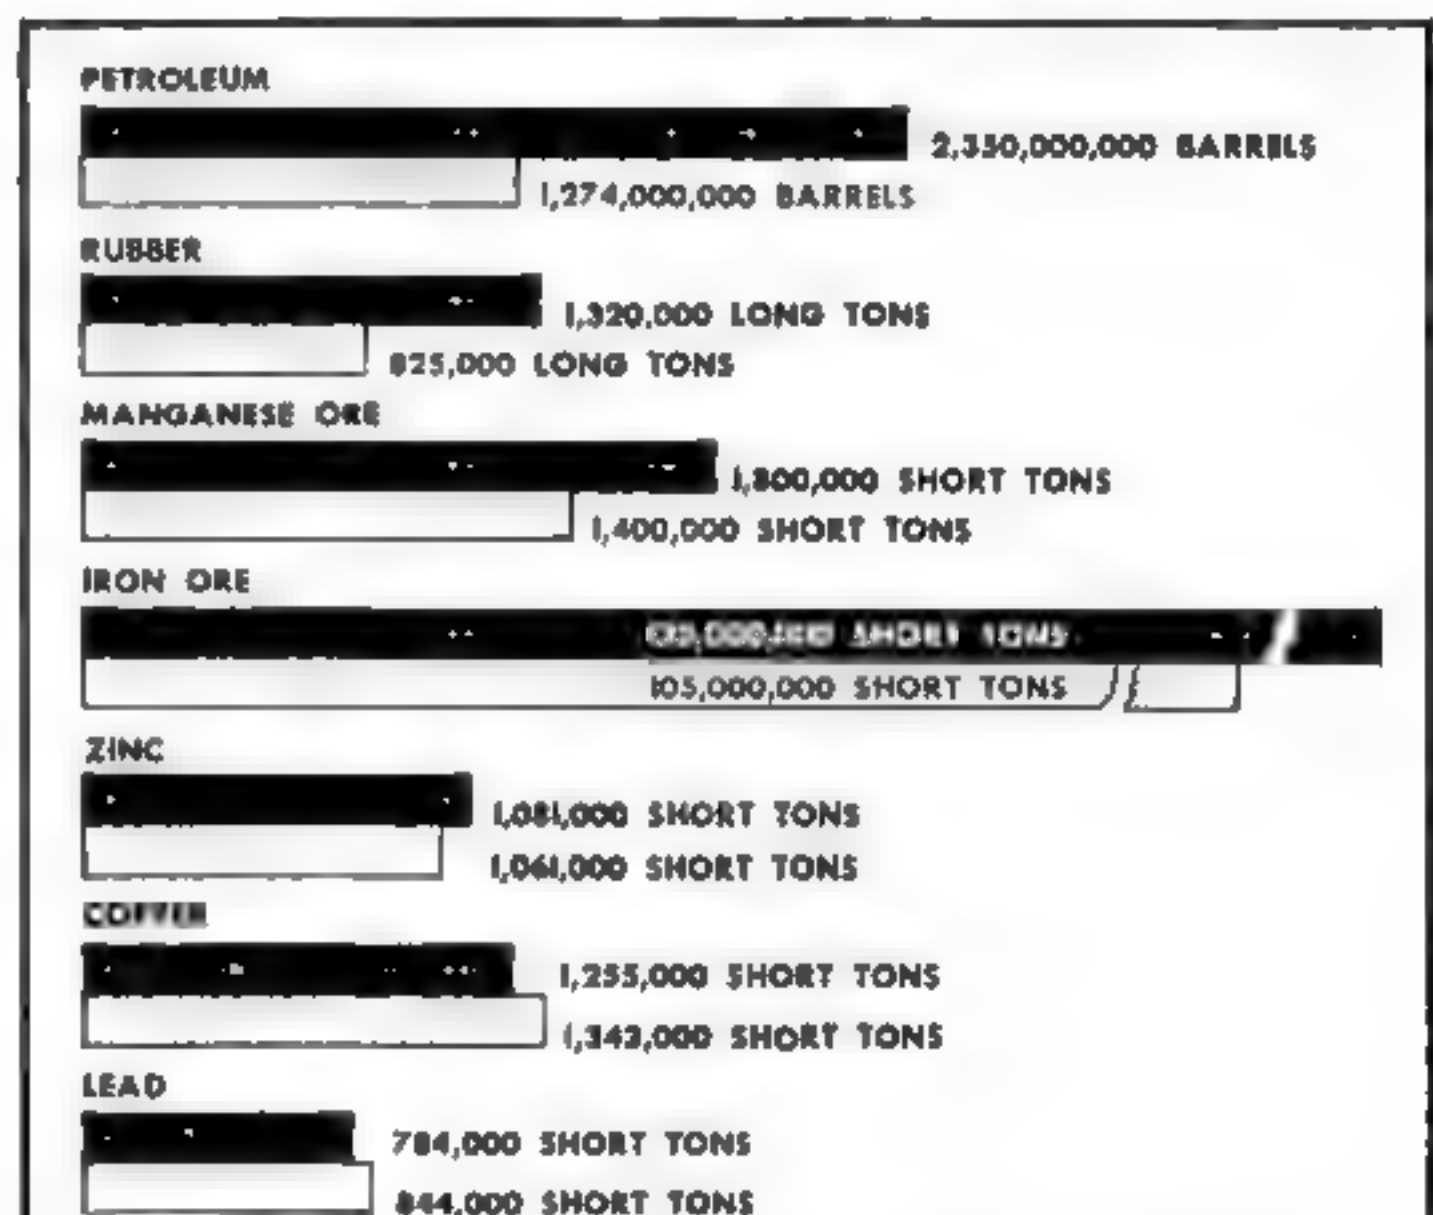 PETROLEUM
2,350,000,000 BARRELS
1,274,000,000 BARRELS
RUBBER
1,320,000 LONG TONS
825,000 LONG TONS
MANGANESE ORE
1,800,000 SHORT TONS
1,400,000 SHORT TONS
IRON ORE
SHORT TONS
105,000,000 SHORT TONS
ZINC
1,081,000 SHORT TONS
1,061,000 SHORT TONS
COPPER
1,255,000 SHORT TONS
1,343,000 SHORT TONS
LEAD
784,000 SHORT TONS
844,000 SHORT TONS